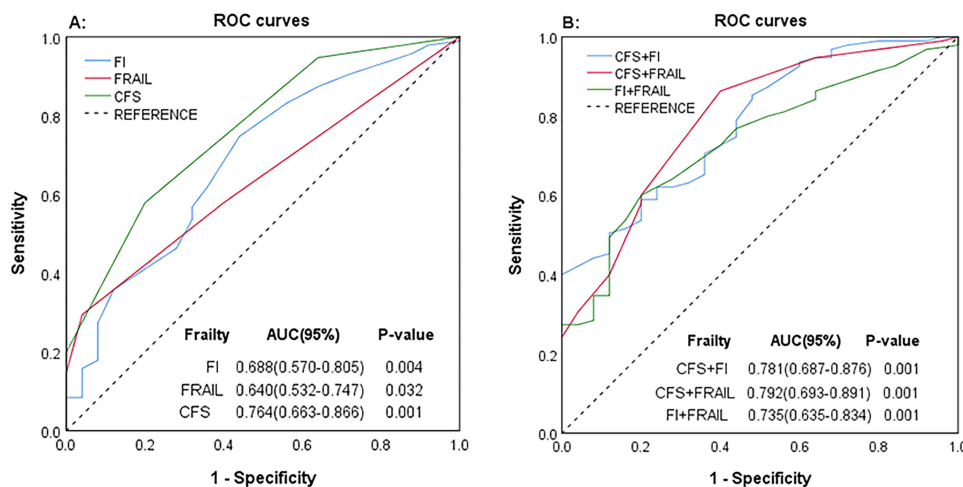 A: ROC curves
FI
FRAIL
CFS
REFERENCE
Sensitivity
1.0
0.8
0.6
0.4
0.2
0.0
Frailty AUC(95%) P-value
FI 0.688(0.570-0.805) 0.004
FRAIL 0.640(0.532-0.747) 0.032
CFS 0.764(0.663-0.866) 0.001
0.0 0.2 0.4 0.6 0.8 1.0
1 - Specificity
B: ROC curves
CFS+FI
CFS+FRAIL
FI+FRAIL
REFERENCE
Sensitivity
1.0
0.8
0.6
0.4
0.2
0.0
Frailty AUC(95%) P-value
CFS+FI 0.781(0.687-0.876) 0.001
CFS+FRAIL 0.792(0.693-0.891) 0.001
FI+FRAIL 0.735(0.635-0.834) 0.001
0.0 0.2 0.4 0.6 0.8 1.0
1 - Specificity